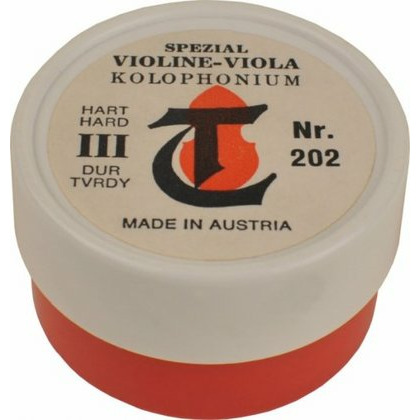 SPEZIAL
VIOLINE-VIOLA
KOLOPHONIUM
HART
HARD
III
DUR
TVRDY
T
Nr.
202
MADE IN AUSTRIA